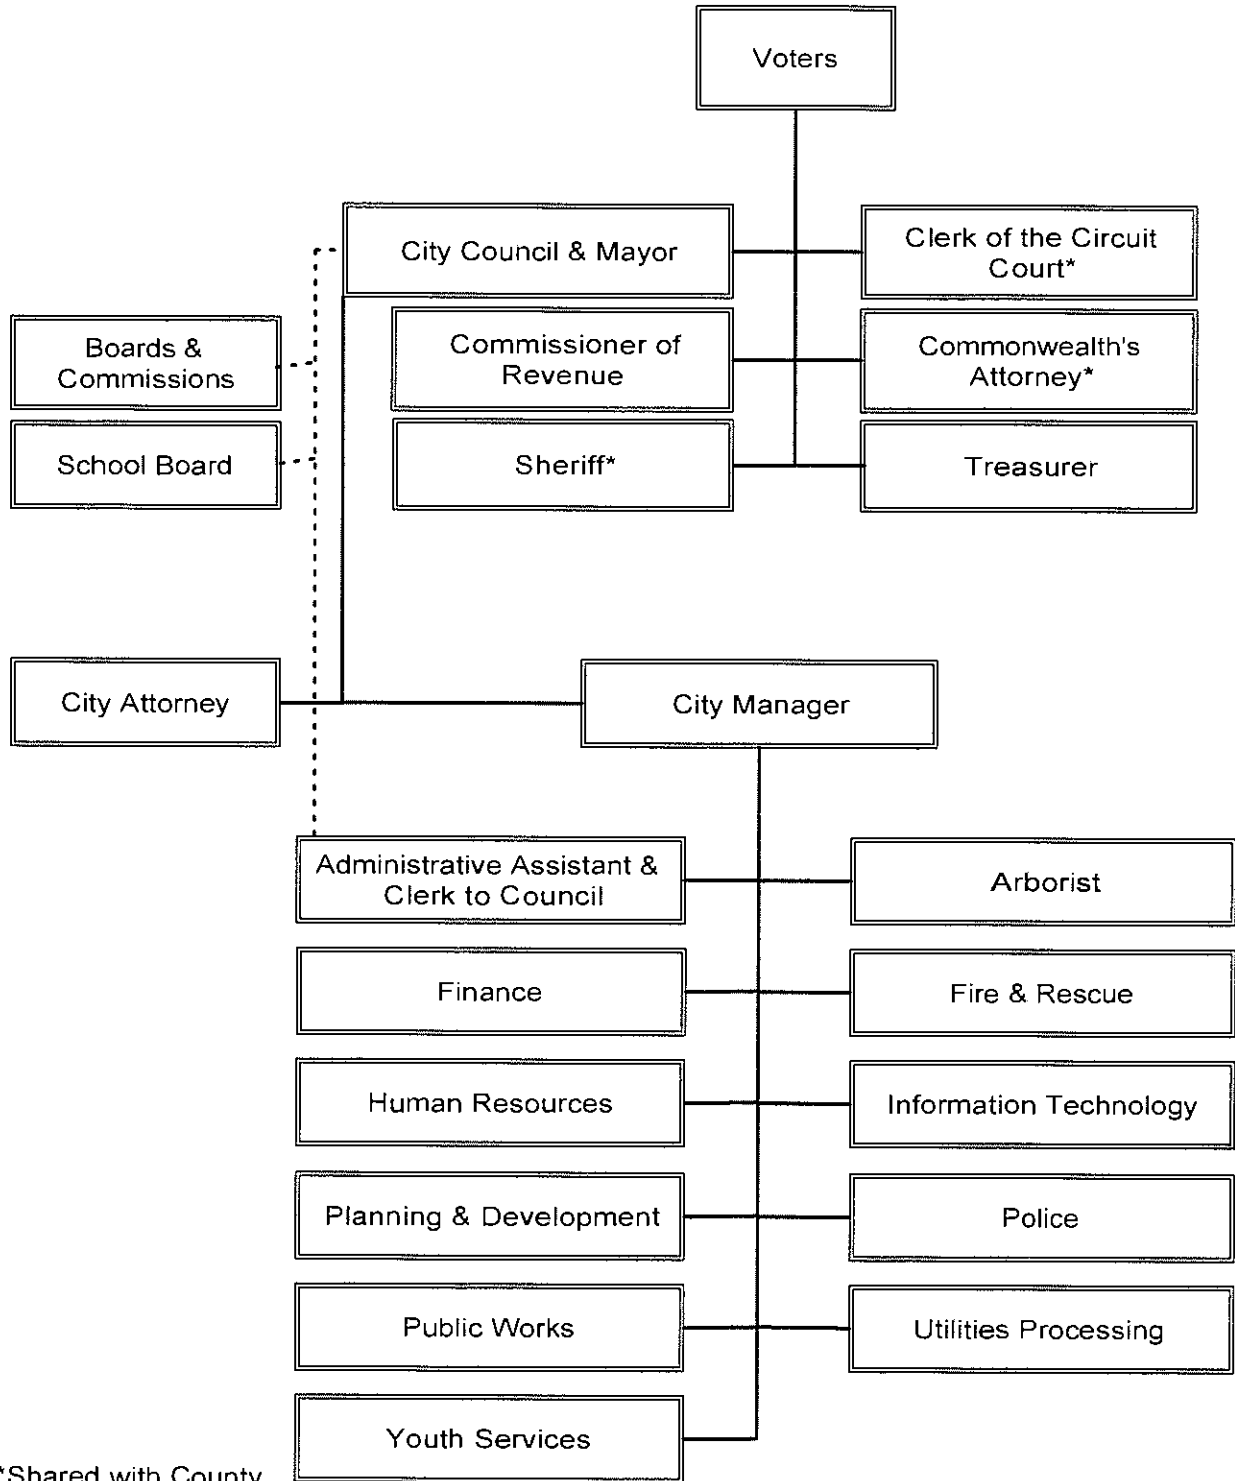 Voters
City Council & Mayor
Clerk of the Circuit
Court*
Boards &
Commissions
Commissioner of
Revenue
Commonwealth's
Attorney*
School Board
Sheriff*
Treasurer
City Attorney
City Manager
Administrative Assistant &
Clerk to Council
Arborist
Finance
Fire & Rescue
Human Resources
Information Technology
Planning & Development
Police
Public Works
Utilities Processing
Youth Services
*Shared with County